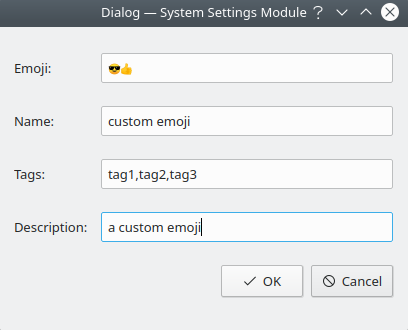 Dialog — System Settings Module
Emoji: 😎👍
Name: custom emoji
Tags: tag1,tag2,tag3
Description: a custom emoji
OK Cancel